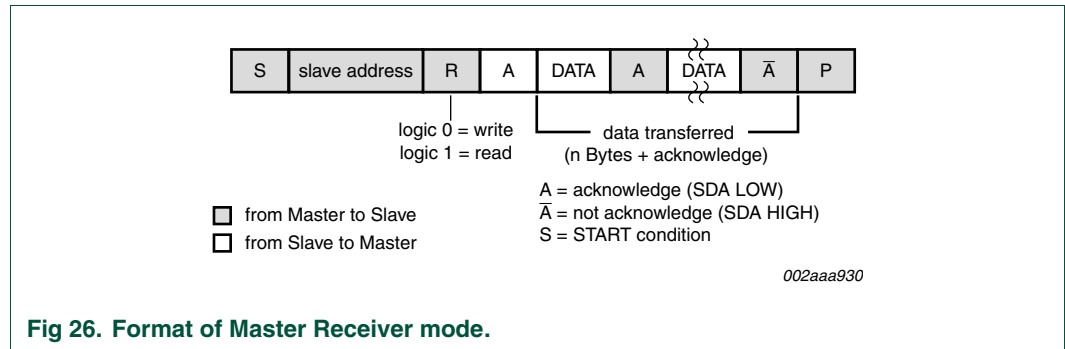 S slave address R A DATA A DATA A̅ P
logic 0 = write
logic 1 = read
data transferred
(n Bytes + acknowledge)
A = acknowledge (SDA LOW)
A̅ = not acknowledge (SDA HIGH)
S = START condition
from Master to Slave
from Slave to Master
002aaa930
Fig 26. Format of Master Receiver mode.